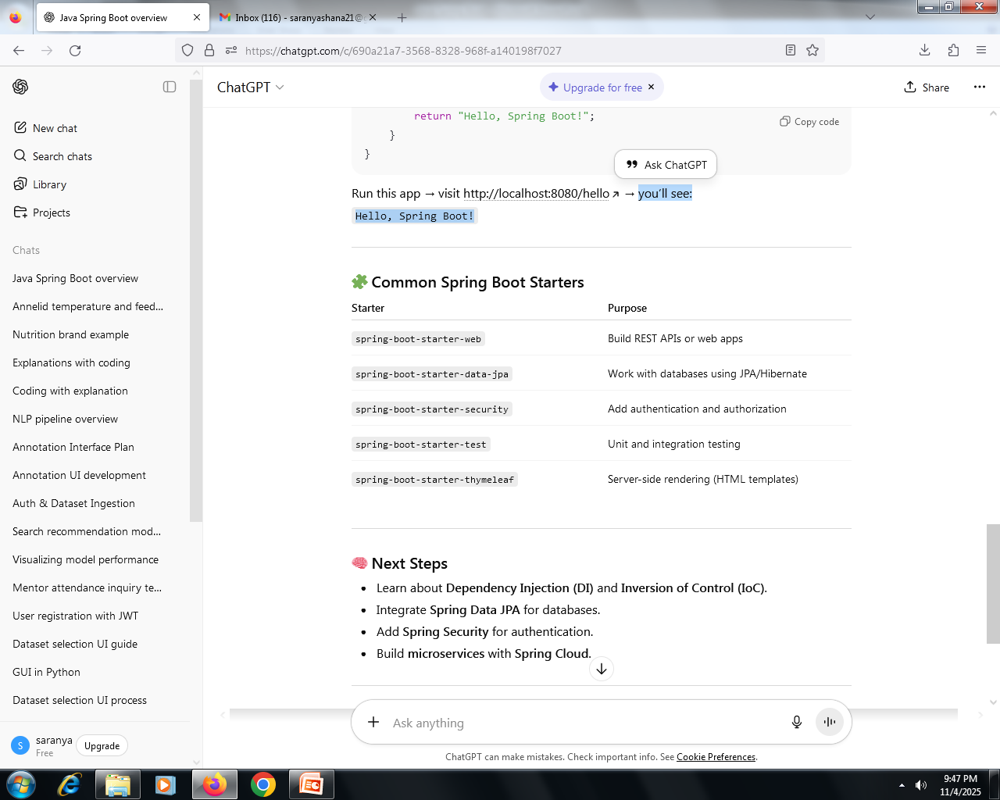 Java Spring Boot overview
Inbox (116) - saranyashana21@
https://chatgpt.com/c/690a21a7-3568-8328-968f-a140198f7027
ChatGPT
Upgrade for free
Share
New chat
Search chats
Library
Projects
Chats
Java Spring Boot overview
Annelid temperature and feed...
Nutrition brand example
Explanations with coding
Coding with explanation
NLP pipeline overview
Annotation Interface Plan
Annotation UI development
Auth & Dataset Ingestion
Search recommendation mod...
Visualizing model performance
Mentor attendance inquiry te...
User registration with JWT
Dataset selection UI guide
GUI in Python
Dataset selection UI process
S
saranya
Free
Upgrade
return "Hello, Spring Boot!";
Copy code
}
}
Ask ChatGPT
Run this app → visit http://localhost:8080/hello → you'll see:
Hello, Spring Boot!
Common Spring Boot Starters
Starter Purpose
spring-boot-starter-web Build REST APIs or web apps
spring-boot-starter-data-jpa Work with databases using JPA/Hibernate
spring-boot-starter-security Add authentication and authorization
spring-boot-starter-test Unit and integration testing
spring-boot-starter-thymeleaf Server-side rendering (HTML templates)
Next Steps
• Learn about Dependency Injection (DI) and Inversion of Control (IoC).
• Integrate Spring Data JPA for databases.
• Add Spring Security for authentication.
• Build microservices with Spring Cloud.
Ask anything
ChatGPT can make mistakes. Check important info. See Cookie Preferences.
9:47 PM
11/4/2025